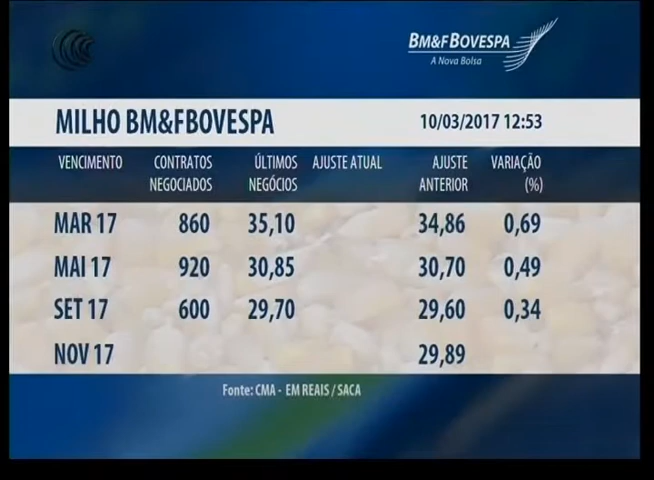 BM&FBOVESPA
A Nova Bolsa
MILHO BM&FBOVESPA 10/03/2017 12:53
VENCIMENTO CONTRATOS NEGOCIADOS ÚLTIMOS NEGÓCIOS AJUSTE ATUAL AJUSTE ANTERIOR VARIAÇÃO (%)
MAR 17 860 35,10 34,86 0,69
MAI 17 920 30,85 30,70 0,49
SET 17 600 29,70 29,60 0,34
NOV 17 29,89
Fonte: CMA - EM REAIS / SACA